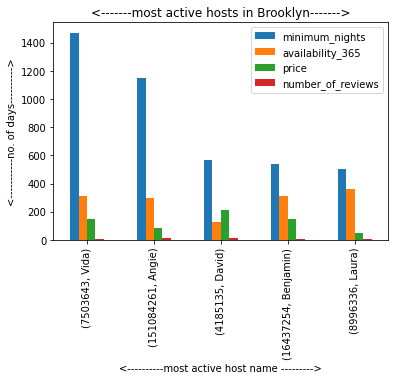 <-------most active hosts in Brooklyn------->
minimum_nights
availability_365
price
number_of_reviews
<----------no. of days--------->
1400
1200
1000
800
600
400
200
0
(7503643, Vida)
(151084261, Angie)
(4185135, David)
(16437254, Benjamin)
(8996336, Laura)
<----------most active host name --------->